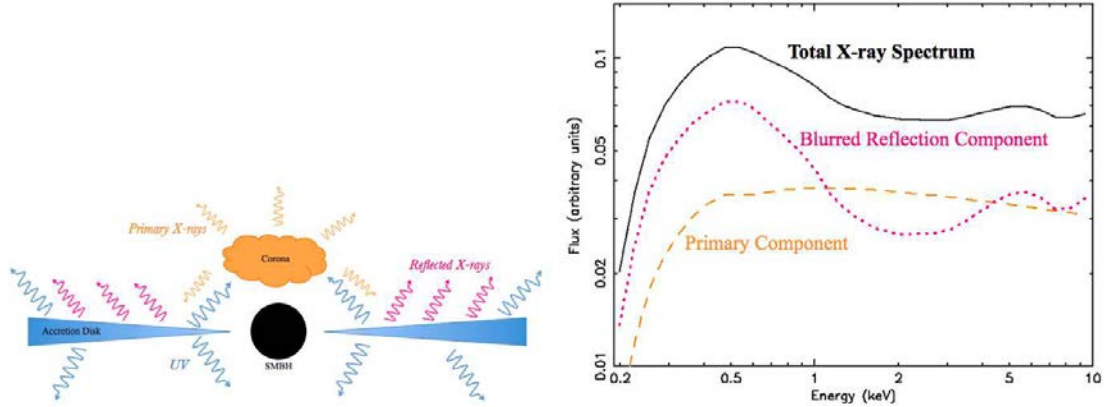 Primary X-rays
Corona
Reflected X-rays
Accretion Disk
UV
SMBH
Total X-ray Spectrum
Blurred Reflection Component
Primary Component
Flux (arbitrary units)
0.1
0.05
0.02
0.01
0.2
0.5
1
2
5
10
Energy (keV)